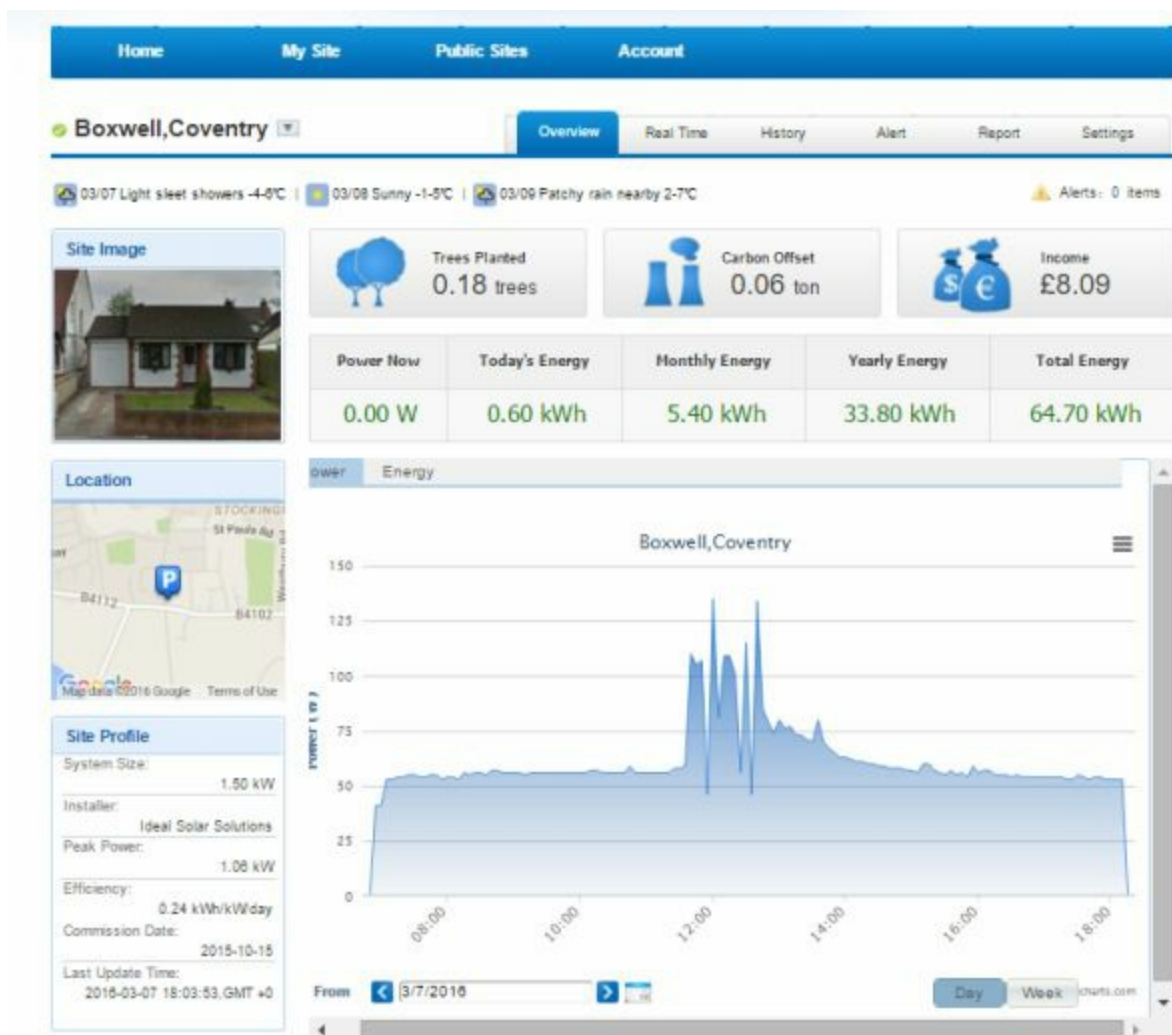 Home My Site Public Sites Account
Boxwell,Coventry
Overview Real Time History Alert Report Settings
03/07 Light sleet showers -4-6℃ | 03/08 Sunny -1-5℃ | 03/09 Patchy rain nearby 2-7℃
Alerts: 0 items
Site Image
Trees Planted
0.18 trees
Carbon Offset
0.06 ton
$ €
Income
£8.09
Power Now Today's Energy Monthly Energy Yearly Energy Total Energy
0.00 W 0.60 kWh 5.40 kWh 33.80 kWh 64.70 kWh
Location
St Pauls Rd
P
B4112
B4102
Google
Map data ©2016 Google Terms of Use
Site Profile
System Size:
1.50 kW
Installer:
Ideal Solar Solutions
Peak Power:
1.06 kW
Efficiency:
0.24 kWh/kW/day
Commission Date:
2015-10-15
Last Update Time:
2016-03-07 18:03:53,GMT +0
ower Energy
Boxwell,Coventry
Power ( W )
150
125
100
75
50
25
0
08:00 10:00 12:00 14:00 16:00 18:00
From 3/7/2016
Day Week charts.com